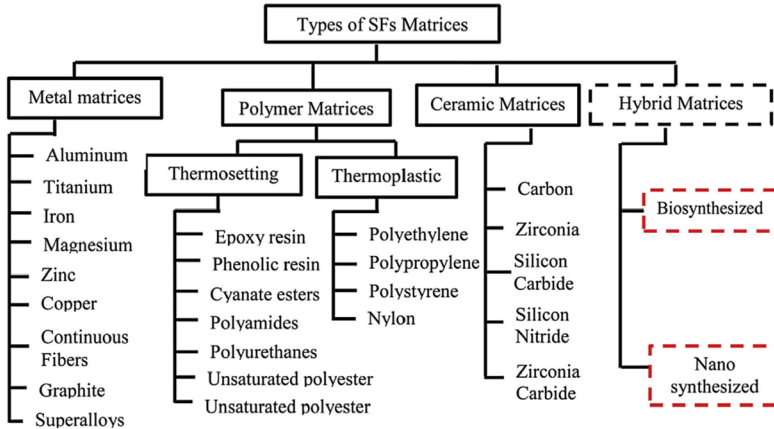 Types of SFs Matrices
Metal matrices
Polymer Matrices
Ceramic Matrices
Hybrid Matrices
Aluminum
Titanium
Iron
Magnesium
Zinc
Copper
Continuous
Fibers
Graphite
Superalloys
Thermosetting
Epoxy resin
Phenolic resin
Cyanate esters
Polyamides
Polyurethanes
Unsaturated polyester
Unsaturated polyester
Thermoplastic
Polyethylene
Polypropylene
Polystyrene
Nylon
Carbon
Zirconia
Silicon
Carbide
Silicon
Nitride
Zirconia
Carbide
Biosynthesized
Nano
synthesized